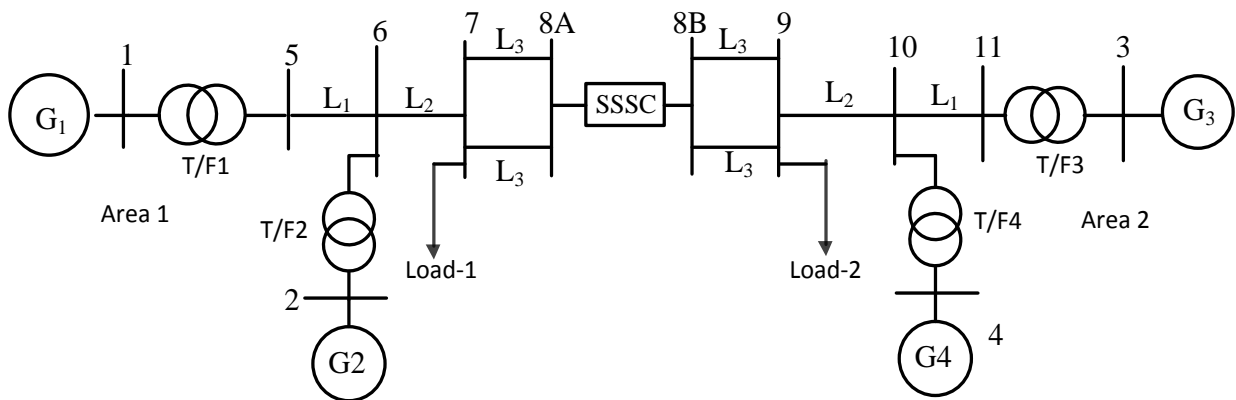 7
8A
8B
9
6
L₃
L₃
10
11
3
1
5
L₁
L₂
SSSC
L₂
L₁
G₁
G₃
T/F1
L₃
L₃
T/F3
Area 1
T/F2
T/F4
Area 2
Load-1
Load-2
2
4
G2
G4